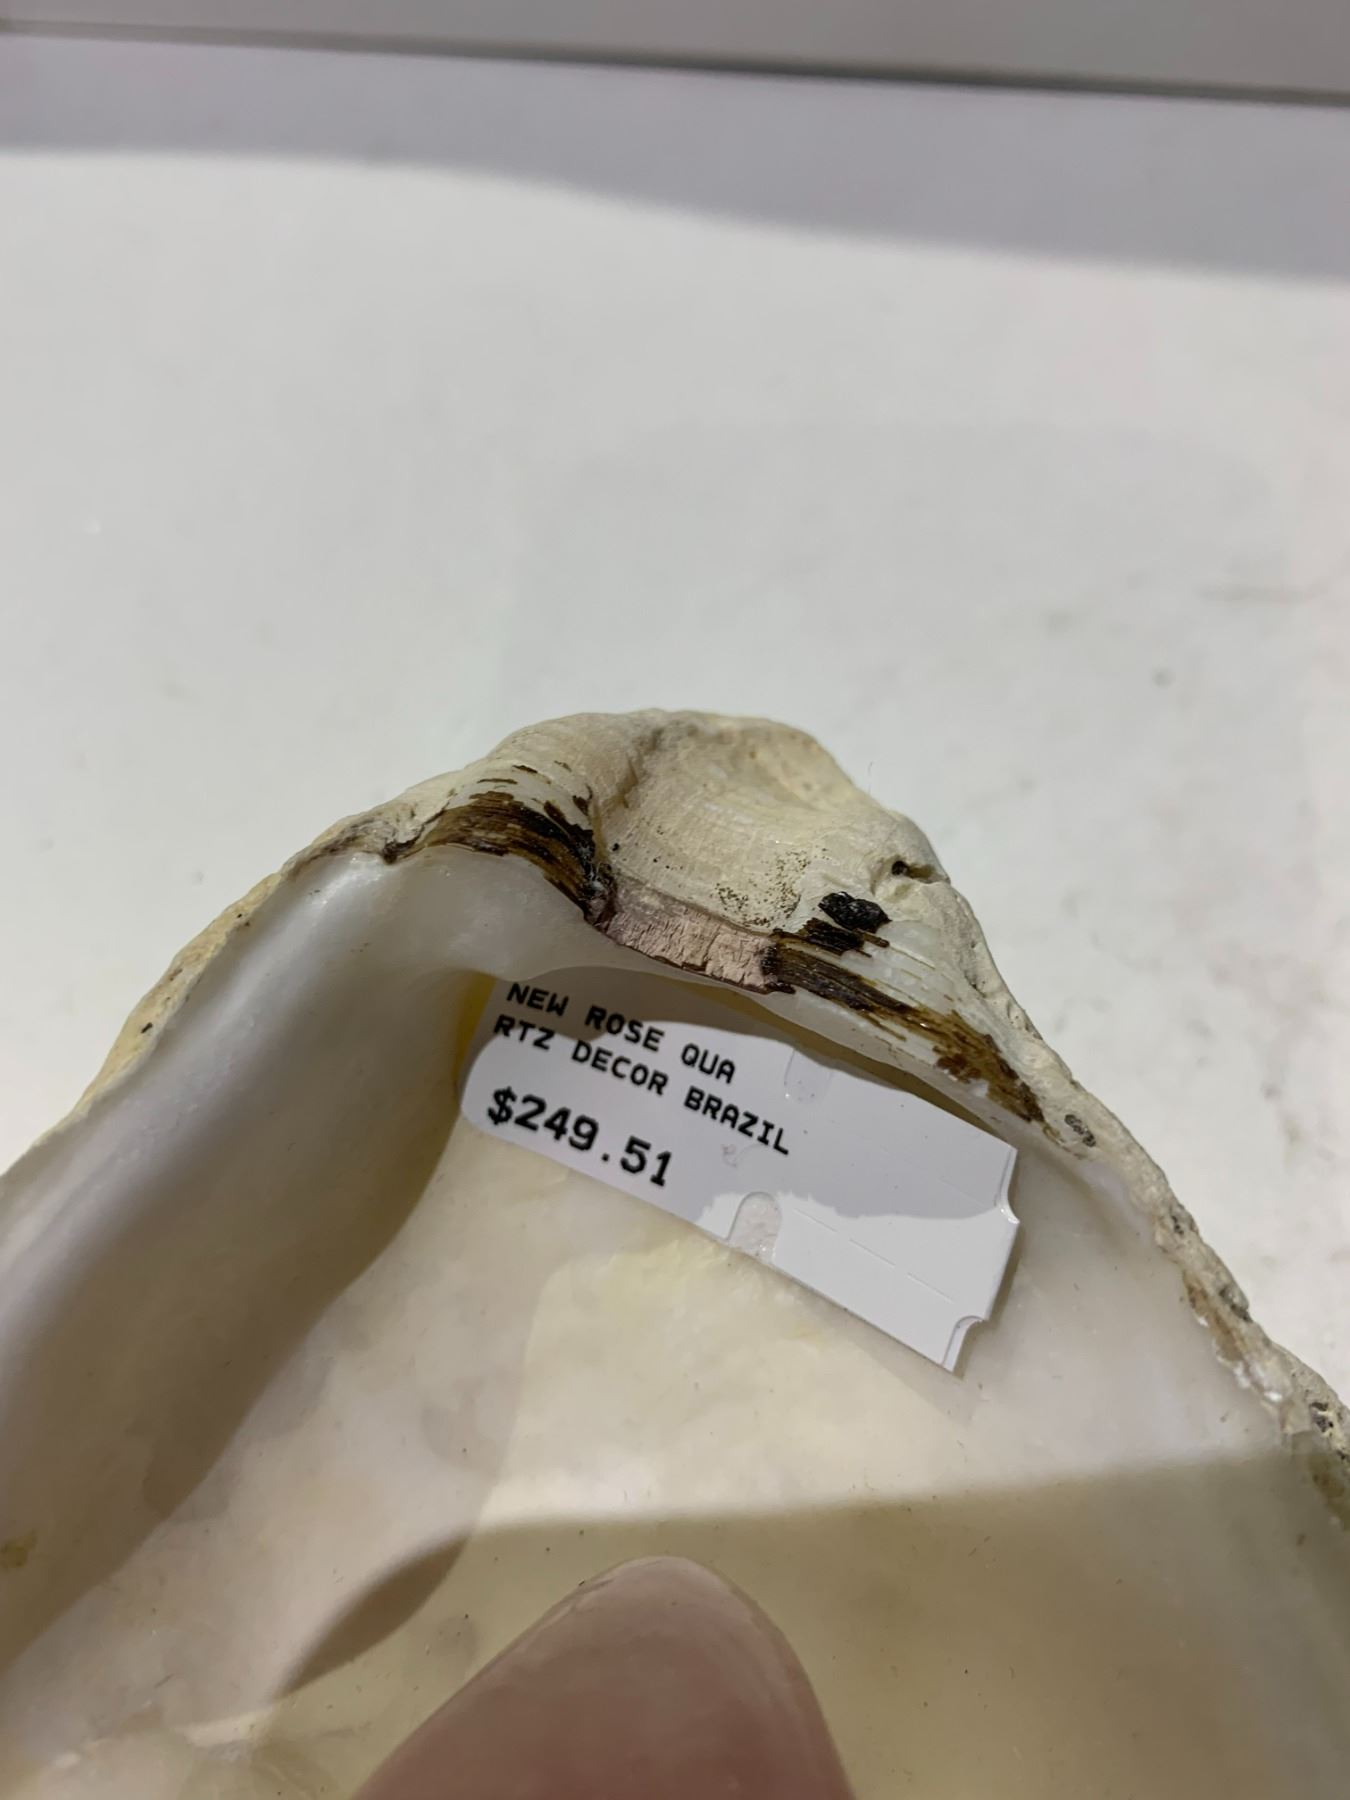 NEW ROSE QUA
RTZ DECOR BRAZIL
$249.51